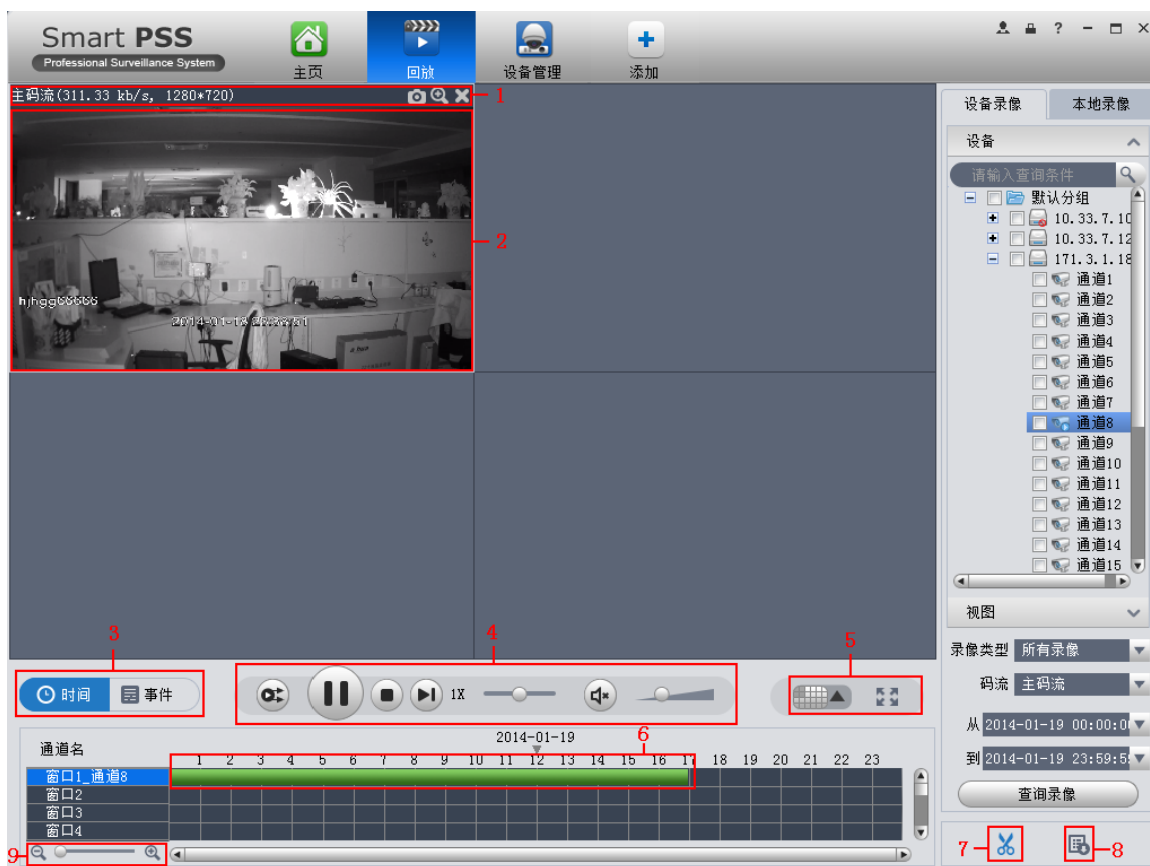 Smart PSS
Professional Surveillance System
主页
回放
设备管理
添加
?
主码流(311.33 kb/s, 1280*720)
1
hjhgg66666
2
设备录像
本地录像
设备
请输入查询条件
默认分组
10.33.7.10
10.33.7.12
171.3.1.18
通道1
通道2
通道3
通道4
通道5
通道6
通道7
通道8
通道9
通道10
通道11
通道12
通道13
通道14
通道15
视图
录像类型 所有录像
码流 主码流
从 2014-01-19 00:00:0
到 2014-01-19 23:59:5
查询录像
3
4
5
时间
事件
1X
2014-01-19
6
通道名
1 2 3 4 5 6 7 8 9 10 11 12 13 14 15 16 17 18 19 20 21 22 23
窗口1_通道8
窗口2
窗口3
窗口4
9
7
8